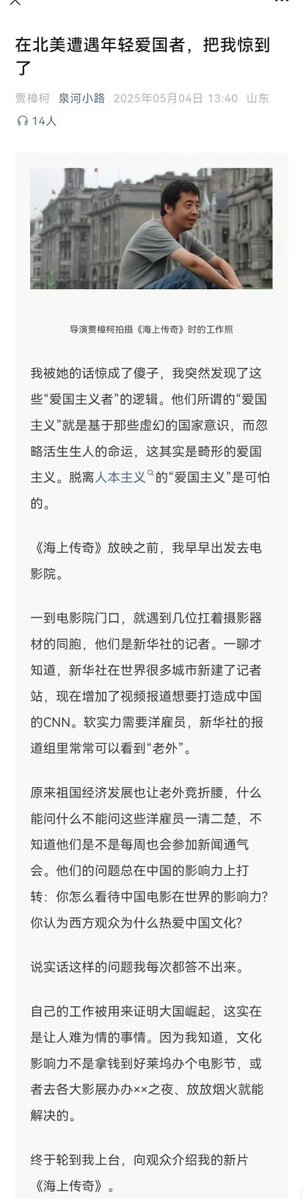 在北美遭遇年轻爱国者，把我惊到
了
贾樟柯 泉河小路 2025年05月04日 13:40 山东
14人
导演贾樟柯拍摄《海上传奇》时的工作照
我被她的话惊成了傻子，我突然发现了这
些“爱国主义者”的逻辑。他们所谓的“爱国
主义”就是基于那些虚幻的国家意识，而忽
略活生生人的命运，这其实是畸形的爱国
主义。脱离人本主义的“爱国主义”是可怕
的。
《海上传奇》放映之前，我早早出发去电
影院。
一到电影院门口，就遇到几位扛着摄影器
材的同胞，他们是新华社的记者。一聊才
知道，新华社在世界很多城市新建了记者
站，现在增加了视频报道想要打造成中国
的CNN。软实力需要洋雇员，新华社的报
道组里常常可以看到“老外”。
原来祖国经济发展也让老外竞折腰，什么
能问什么不能问这些洋雇员一清二楚，不
知道他们是不是每周也会参加新闻通气
会。他们的问题总在中国的影响力上打
转：你怎么看待中国电影在世界的影响力？
你认为西方观众为什么热爱中国文化？
说实话这样的问题我每次都答不出来。
自己的工作被用来证明大国崛起，这实在
是让人难为情的事情。因为我知道，文化
影响力不是拿钱到好莱坞办个电影节，或
者去各大影展办办××之夜、放放烟火就能
解决的。
终于轮到我上台，向观众介绍我的新片
《海上传奇》。